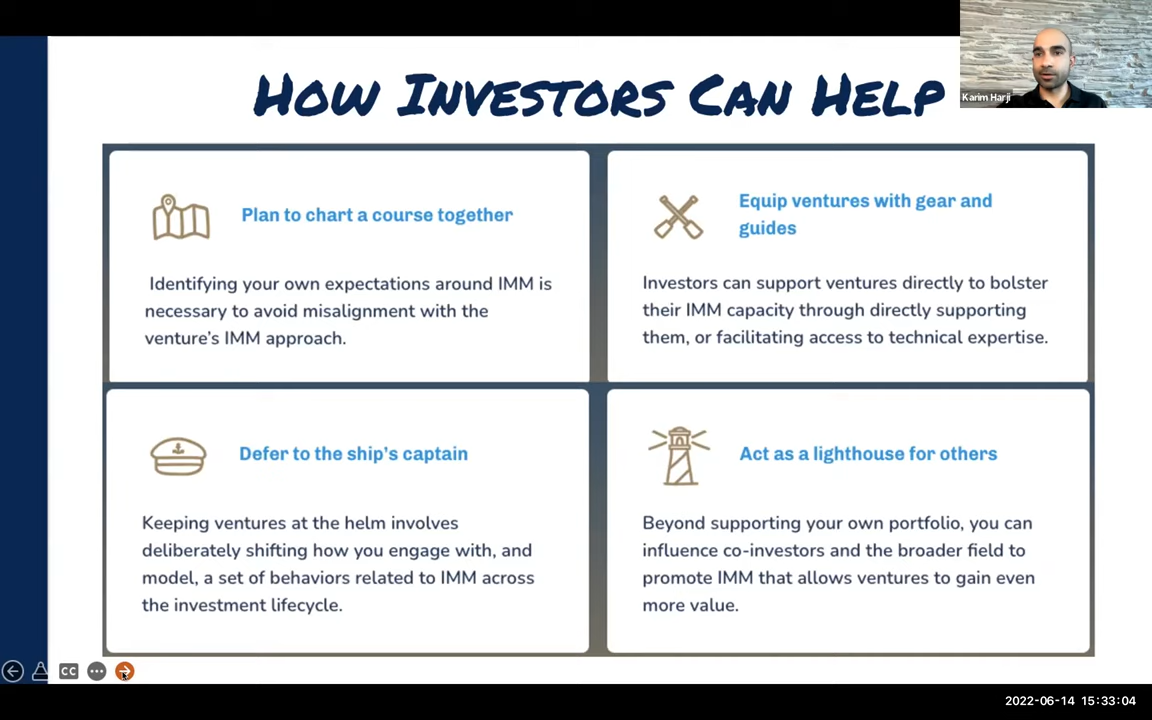 How Investors Can Help
Karim Harji
Plan to chart a course together
Identifying your own expectations around IMM is
necessary to avoid misalignment with the
venture's IMM approach.
Equip ventures with gear and
guides
Investors can support ventures directly to bolster
their IMM capacity through directly supporting
them, or facilitating access to technical expertise.
Defer to the ship's captain
Keeping ventures at the helm involves
deliberately shifting how you engage with, and
model, a set of behaviors related to IMM across
the investment lifecycle.
Act as a lighthouse for others
Beyond supporting your own portfolio, you can
influence co-investors and the broader field to
promote IMM that allows ventures to gain even
more value.
CC
2022-06-14 15:33:04